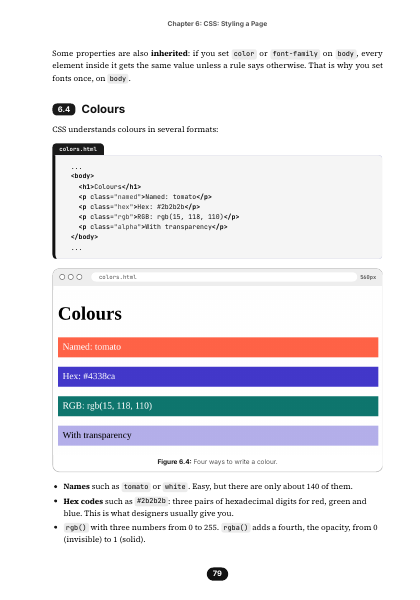 Chapter 6: CSS: Styling a Page
Some properties are also inherited: if you set color or font-family on body, every
element inside it gets the same value unless a rule says otherwise. That is why you set
fonts once, on body.
6.4 Colours
CSS understands colours in several formats:
colors.html
...
<body>
<h1>Colours</h1>
<p class="named">Named: tomato</p>
<p class="hex">Hex: #2b2b2b</p>
<p class="rgb">RGB: rgb(15, 118, 110)</p>
<p class="alpha">With transparency</p>
</body>
...
colors.html 560px
Colours
Named: tomato
Hex: #4338ca
RGB: rgb(15, 118, 110)
With transparency
Figure 6.4: Four ways to write a colour.
• Names such as tomato or white. Easy, but there are only about 140 of them.
• Hex codes such as #2b2b2b: three pairs of hexadecimal digits for red, green and
blue. This is what designers usually give you.
• rgb() with three numbers from 0 to 255. rgba() adds a fourth, the opacity, from 0
(invisible) to 1 (solid).
79